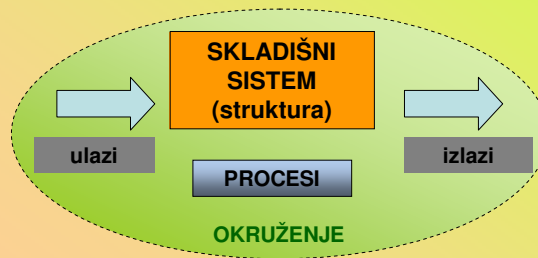 SKLADIŠNI
SISTEM
(struktura)
ulazi
izlazi
PROCESI
OKRUŽENJE